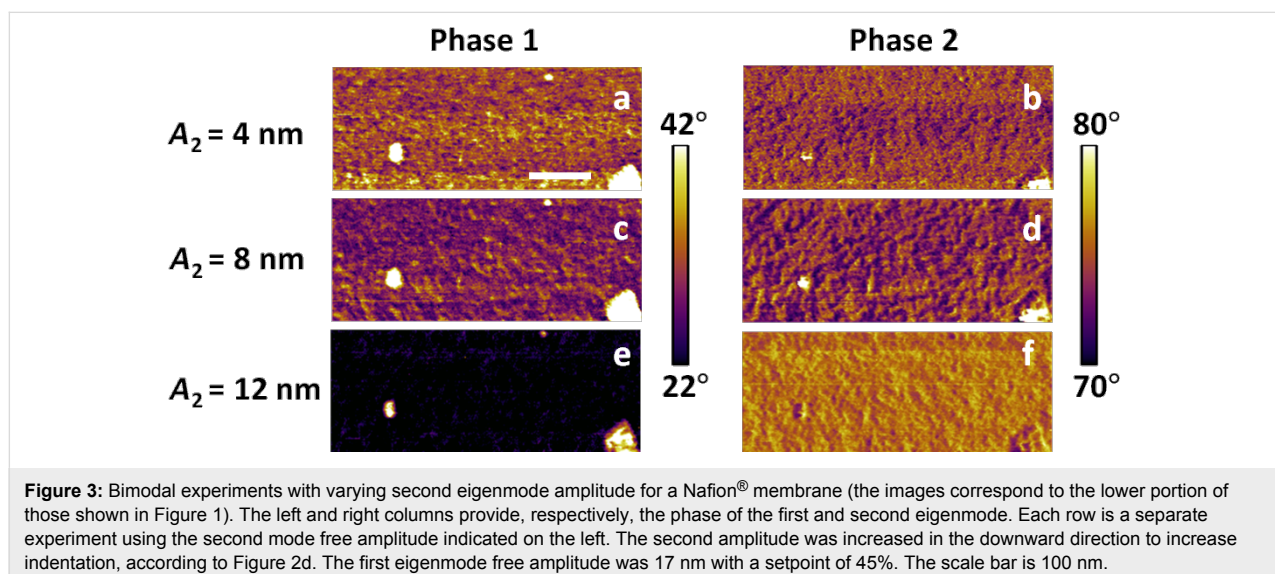 Phase 1 Phase 2
A2 = 4 nm a 42° b 80°
A2 = 8 nm c d
A2 = 12 nm e 22° f 70°
Figure 3: Bimodal experiments with varying second eigenmode amplitude for a Nafion® membrane (the images correspond to the lower portion of
those shown in Figure 1). The left and right columns provide, respectively, the phase of the first and second eigenmode. Each row is a separate
experiment using the second mode free amplitude indicated on the left. The second amplitude was increased in the downward direction to increase
indentation, according to Figure 2d. The first eigenmode free amplitude was 17 nm with a setpoint of 45%. The scale bar is 100 nm.